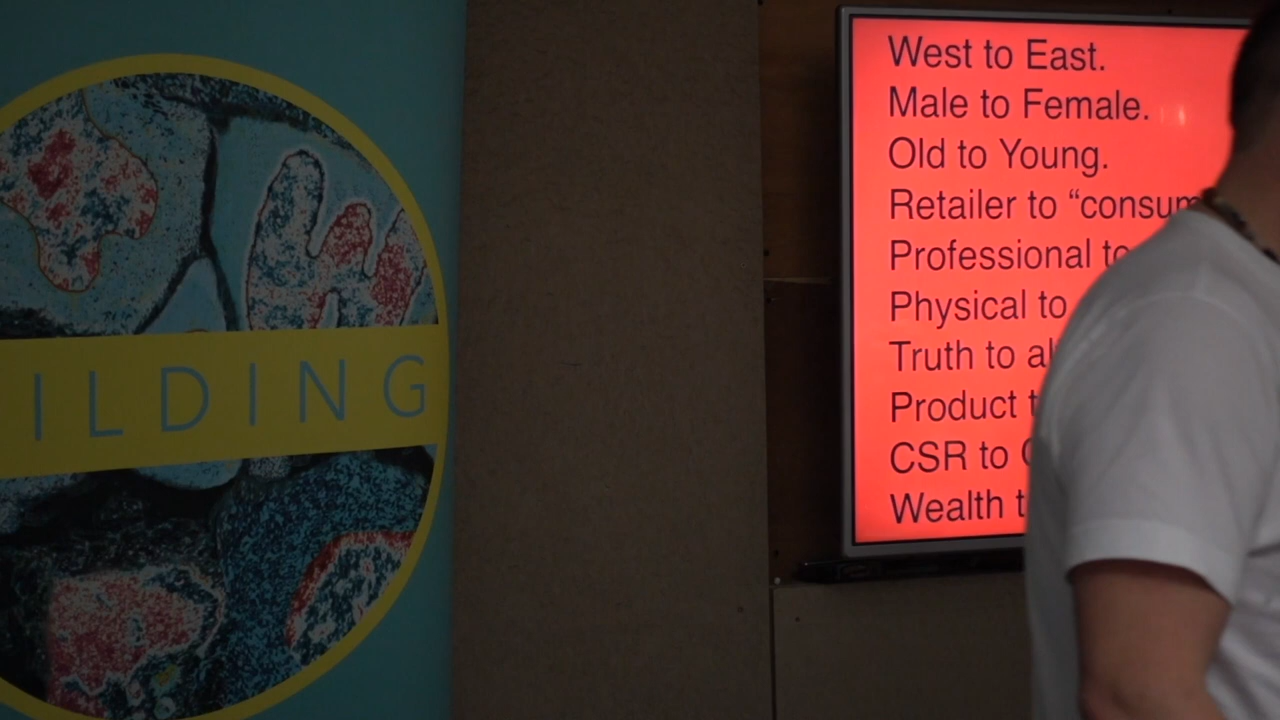 ILDING
West to East.
Male to Female.
Old to Young.
Retailer to “consum
Professional to
Physical to
Truth to al
Product t
CSR to
Wealth t